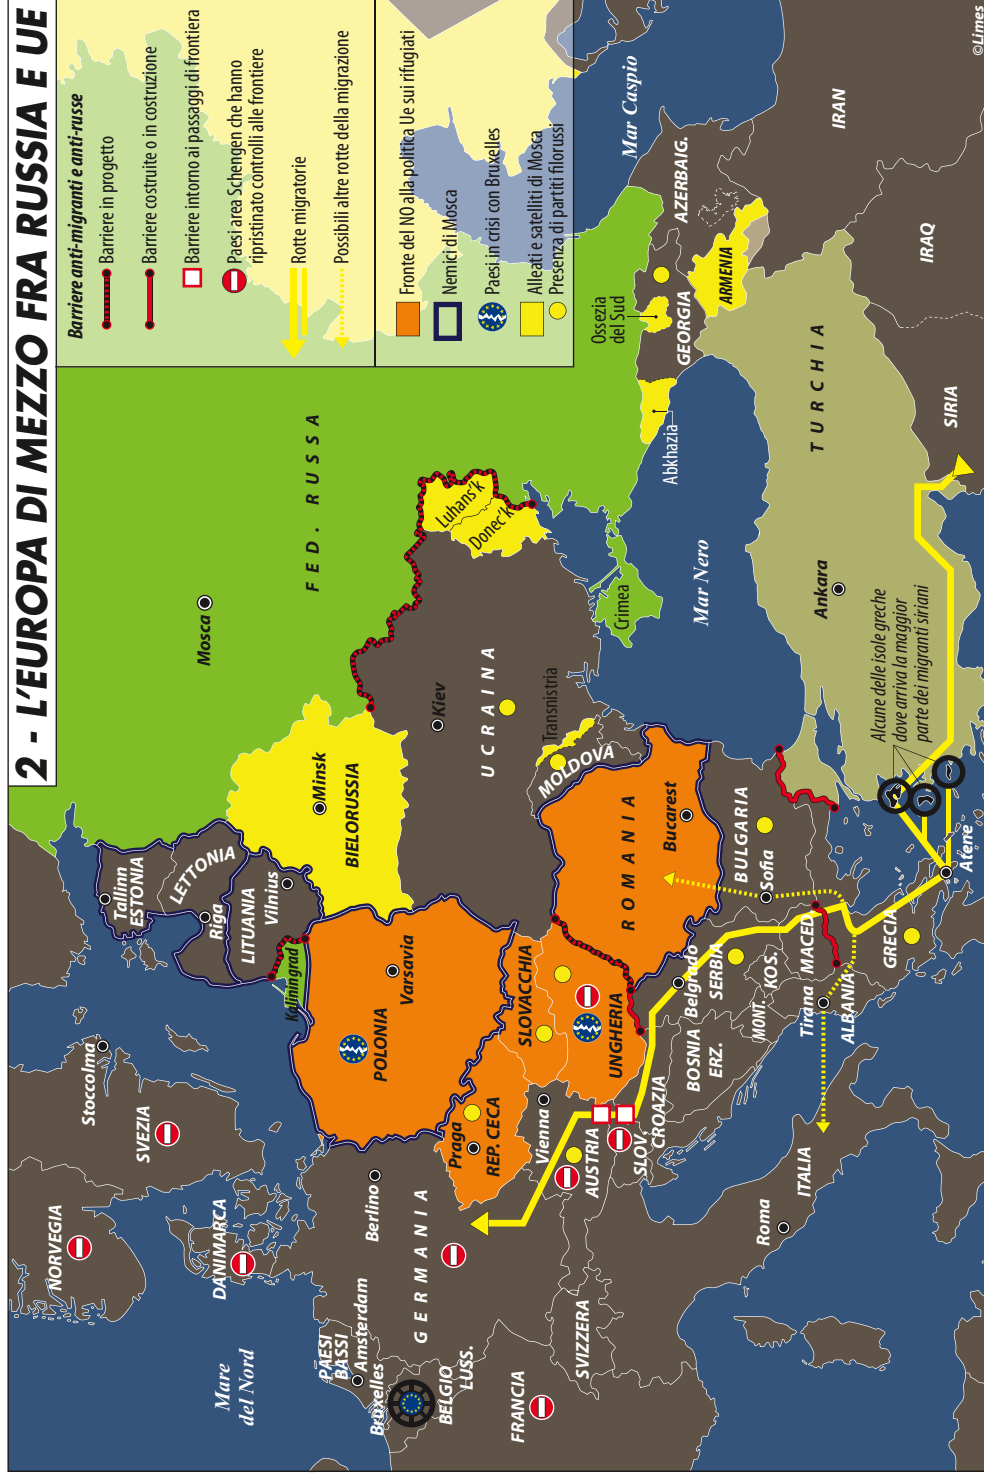 2 - L'EUROPA DI MEZZO FRA RUSSIA E UE
Barriere anti-migranti e anti-russe
Barriere in progetto
Barriere costruite o in costruzione
Barriere intorno ai passaggi di frontiera
Paesi area Schengen che hanno
ripristinato controlli alle frontiere
Rotte migratorie
Possibili altre rotte della migrazione
Fronte del NO alla politica Ue sui rifugiati
Nemici di Mosca
Paesi in crisi con Bruxelles
Alleati e satelliti di Mosca
Presenza di partiti filorussi
NORVEGIA
SVEZIA
Stoccolma
Tallinn
ESTONIA
LETTONIA
Riga
LITUANIA
Vilnius
Kaliningrad
Mosca
FED. RUSSA
DANIMARCA
Mare
del Nord
Minsk
BIELORUSSIA
PAESI
BASSI
Amsterdam
Bruxelles
BELGIO
LUSS.
Berlino
GERMANIA
POLONIA
Varsavia
Praga
REP. CECA
Kiev
UCRAINA
Luhans'k
Donec'k
FRANCIA
SVIZZERA
Vienna
AUSTRIA
SLOVACCHIA
UNGHERIA
SLOV.
CROAZIA
Transnistria
MOLDOVA
ROMANIA
Bucarest
Crimea
Mar Nero
Abkhazia
Ossezia
del Sud
GEORGIA
AZERBAIG.
ARMENIA
Mar Caspio
BOSNIA
ERZ.
Belgrado
SERBIA
MONT.
KOS.
MACED.
BULGARIA
Sofia
ITALIA
Roma
Tirana
ALBANIA
GRECIA
Atene
Alcune delle isole greche
dove arriva la maggior
parte dei migranti siriani
Ankara
TURCHIA
SIRIA
IRAQ
IRAN
©Limes